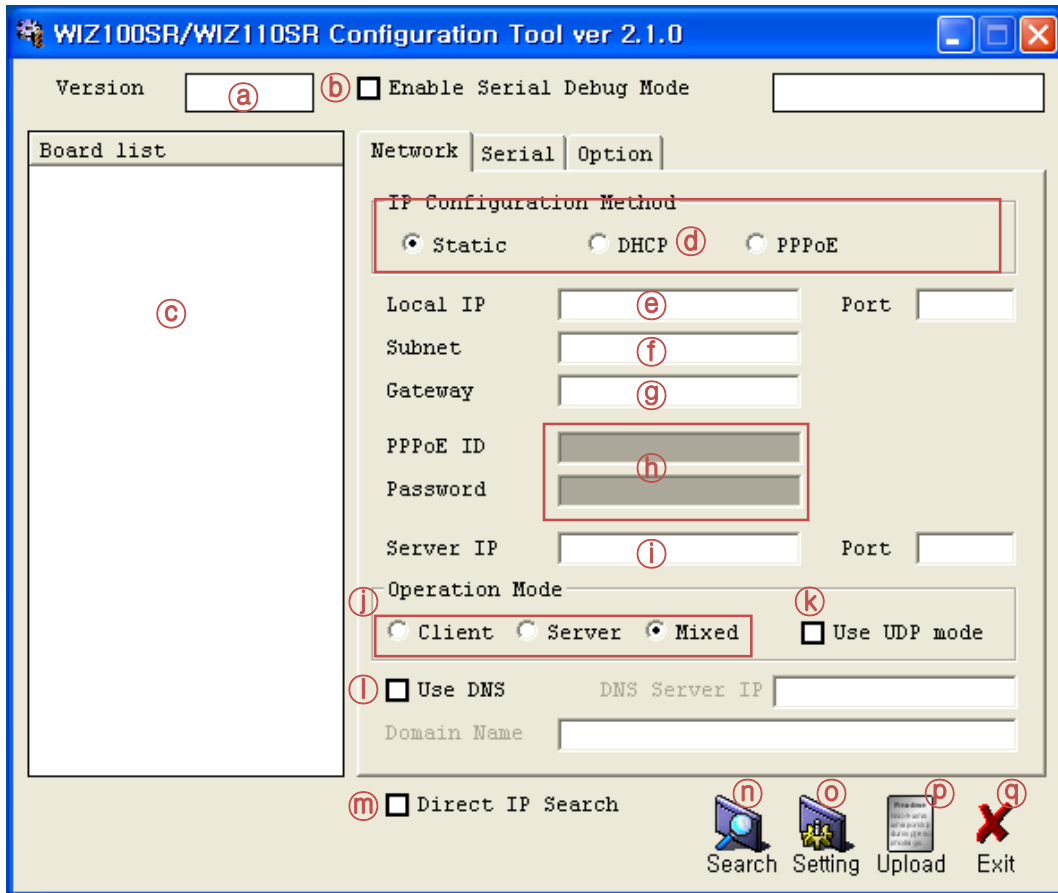 WIZ100SR/WIZ110SR Configuration Tool ver 2.1.0
Version ⓐ ⓑ Enable Serial Debug Mode
Board list
ⓒ
Network Serial Option
IP Configuration Method
Static DHCP ⓓ PPPoE
Local IP ⓔ Port
Subnet ⓕ
Gateway ⓖ
PPPoE ID
ⓗ
Password
Server IP ⓘ Port
Operation Mode
ⓙ ⓚ
Client Server Mixed Use UDP mode
ⓛ Use DNS DNS Server IP
Domain Name
ⓜ Direct IP Search
ⓝ ⓞ ⓟ ⓠ
Readme
Search Setting Upload Exit